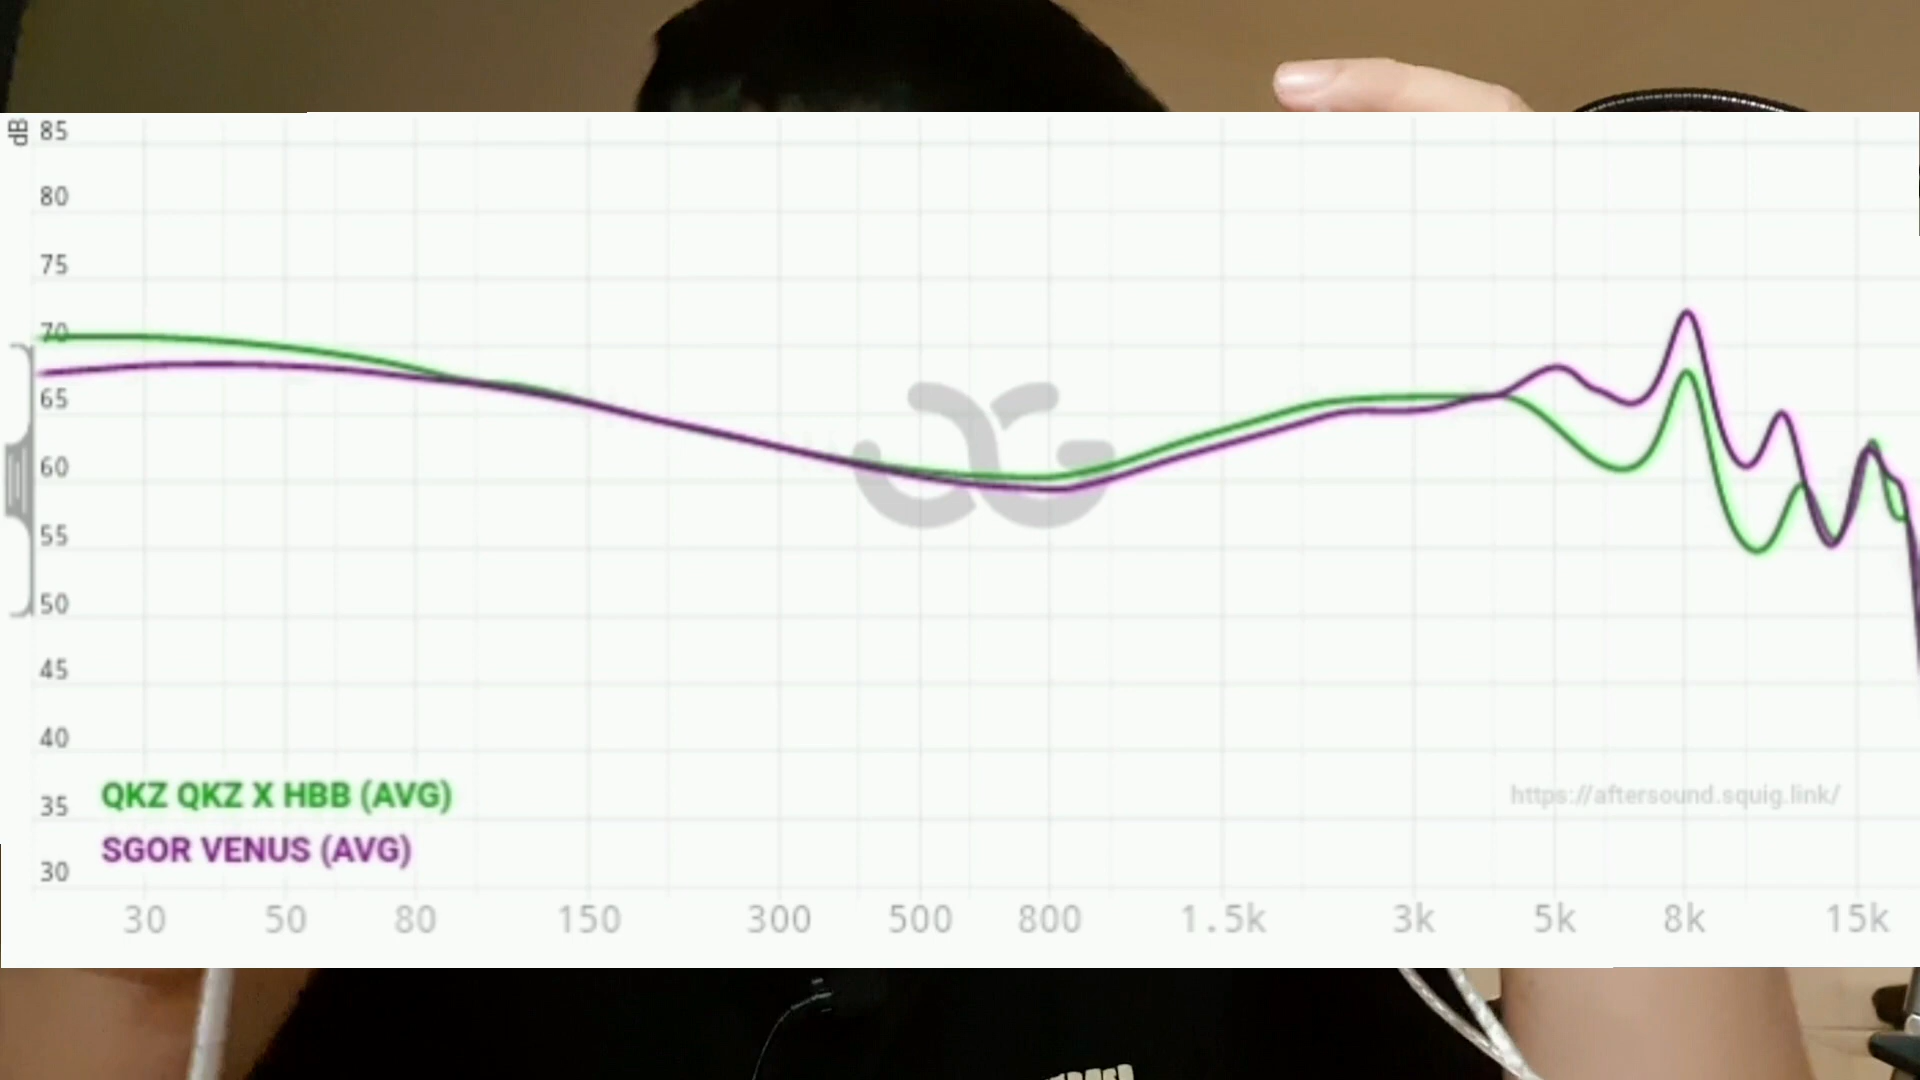 dB
85
80
75
70
65
60
55
50
45
40
35
30
QKZ QKZ X HBB (AVG)
SGOR VENUS (AVG)
https://aftersound.squig.link/
30 50 80 150 300 500 800 1.5k 3k 5k 8k 15k